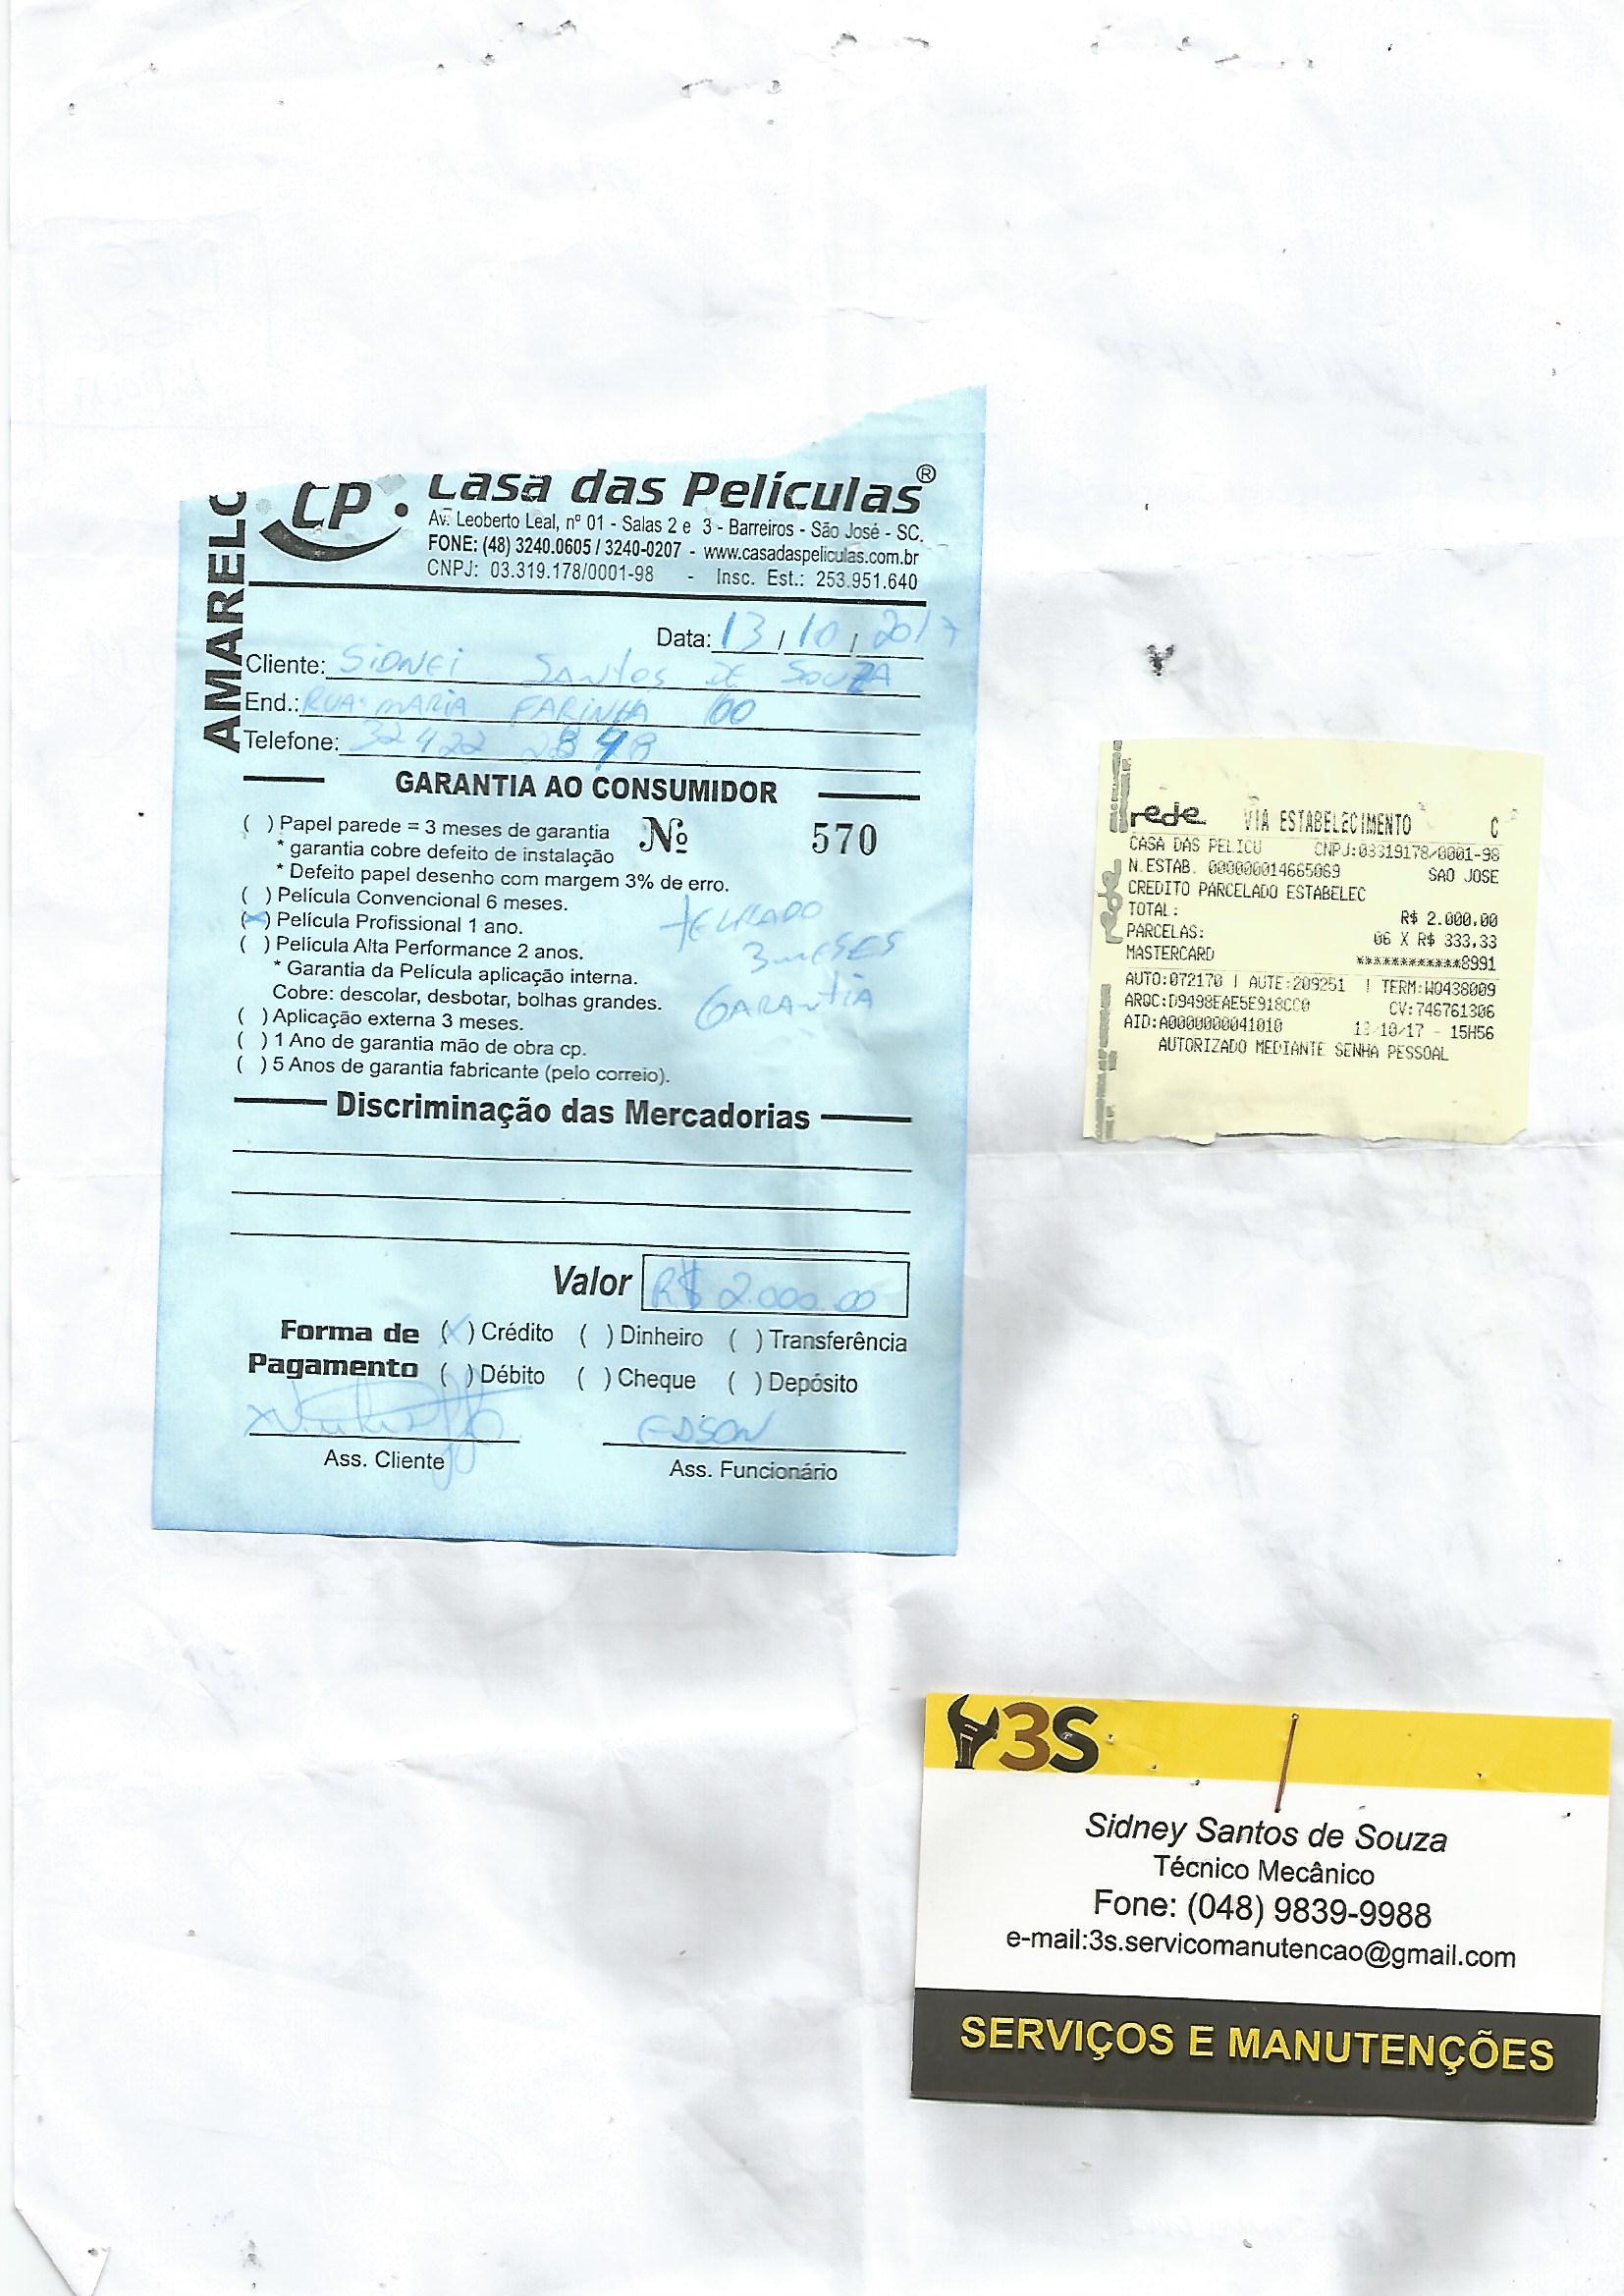 AMARELO
CP Casa das Películas®
Av. Leoberto Leal, nº 01 - Salas 2 e 3 - Barreiros - São José - SC.
FONE: (48) 3240.0605 / 3240-0207 - www.casadaspeliculas.com.br
CNPJ: 03.319.178/0001-98 - Insc. Est.: 253.951.640
Data: 13 / 10 / 2017
Cliente: SIDNEI SANTOS DE SOUZA
End.: RUA: MARIA FARINHA 100
Telefone:
GARANTIA AO CONSUMIDOR
( ) Papel parede = 3 meses de garantia Nº 570
* garantia cobre defeito de instalação
* Defeito papel desenho com margem 3% de erro.
( ) Película Convencional 6 meses.
(X) Película Profissional 1 ano.
( ) Película Alta Performance 2 anos.
* Garantia da Película aplicação interna.
Cobre: descolar, desbotar, bolhas grandes.
( ) Aplicação externa 3 meses.
( ) 1 Ano de garantia mão de obra cp.
( ) 5 Anos de garantia fabricante (pelo correio).
3 MESES
GARANTIA
Discriminação das Mercadorias
Valor R$ 2.000.00
Forma de (X) Crédito ( ) Dinheiro ( ) Transferência
Pagamento ( ) Débito ( ) Cheque ( ) Depósito
X EDSON
Ass. Cliente Ass. Funcionário
rede VIA ESTABELECIMENTO C
CASA DAS PELICU CNPJ:03319178/0001-98
N.ESTAB. 000000014665069 SAO JOSE
CREDITO PARCELADO ESTABELEC
TOTAL: R$ 2.000,00
PARCELAS: 06 X R$ 333,33
MASTERCARD ************8991
AUTO:072170 | AUTE:209251 | TERM:WO438009
ARQC:D9498EAE5E918CC0 CV:746761306
AID:A0000000041010 13/10/17 - 15H56
AUTORIZADO MEDIANTE SENHA PESSOAL
rede
3S
Sidney Santos de Souza
Técnico Mecânico
Fone: (048) 9839-9988
e-mail:3s.servicomanutencao@gmail.com
SERVIÇOS E MANUTENÇÕES